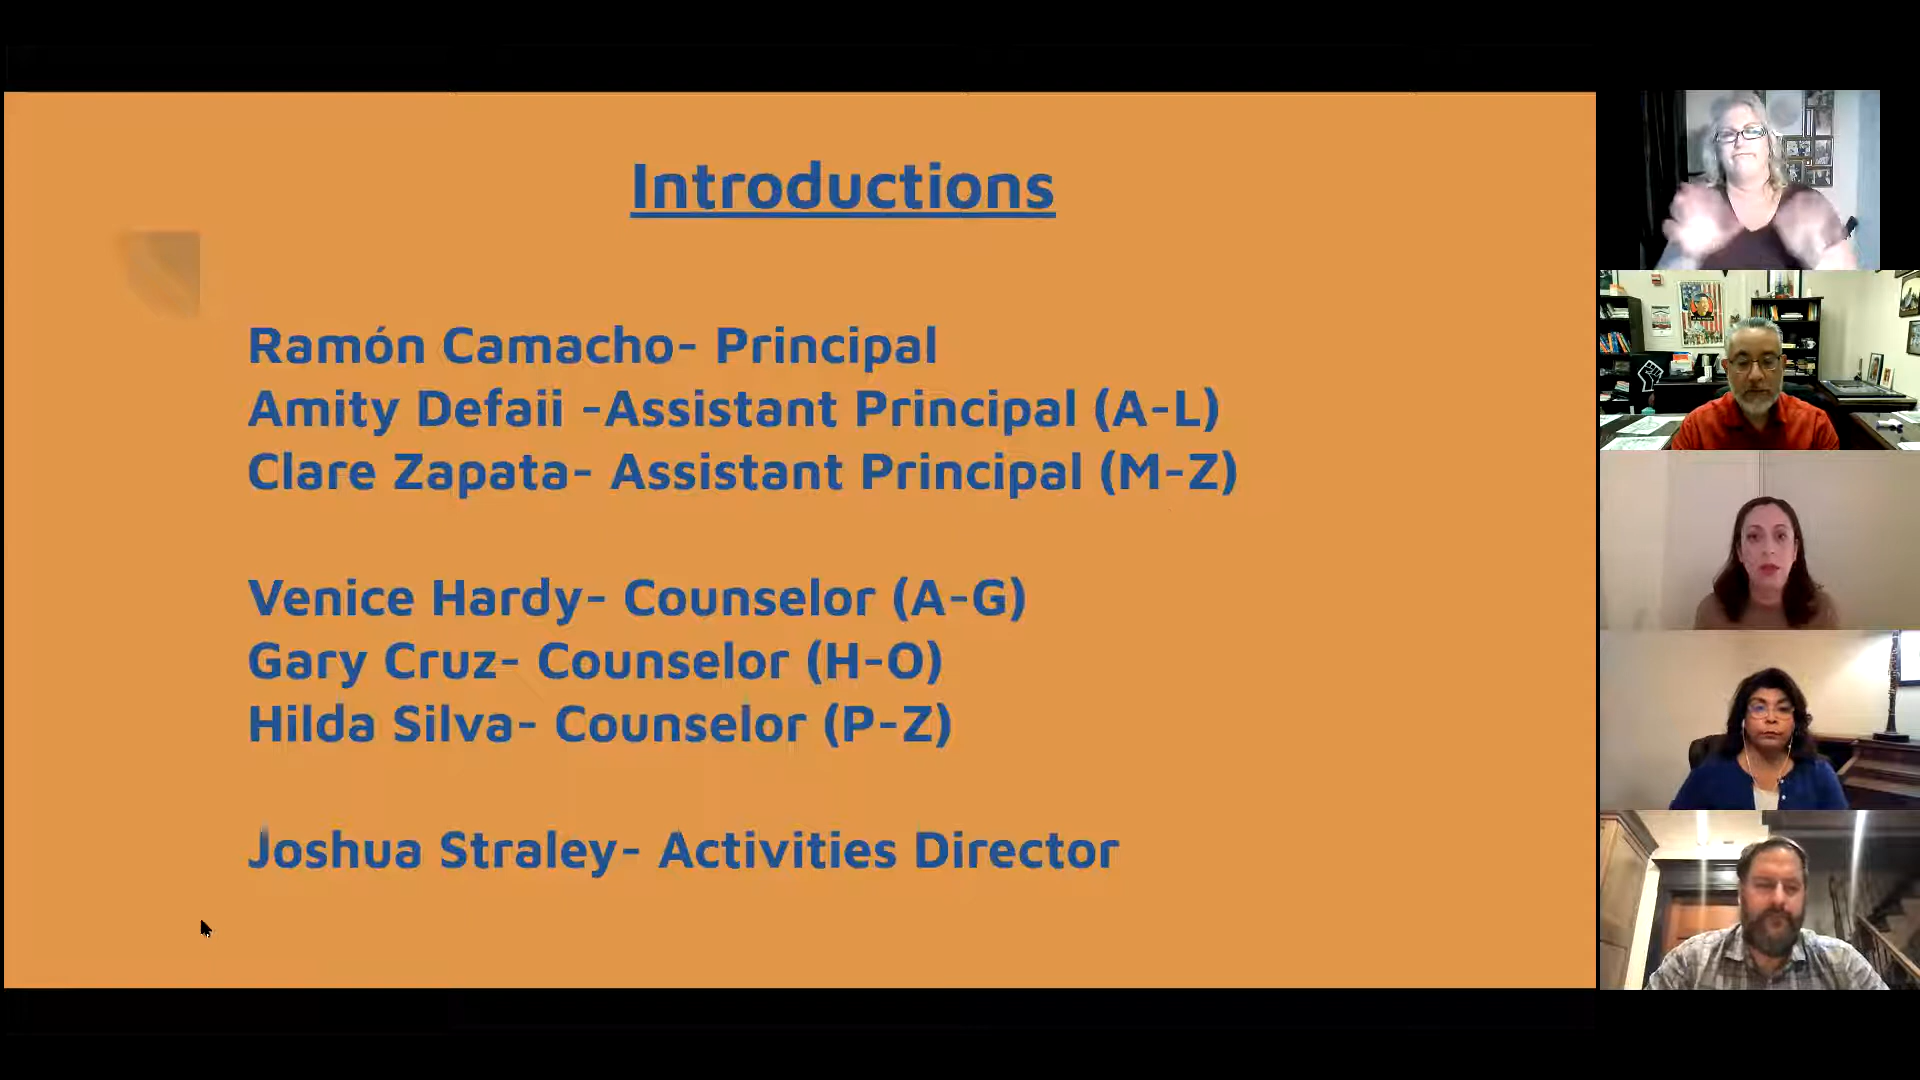 Introductions
Ramón Camacho- Principal
Amity Defaii -Assistant Principal (A-L)
Clare Zapata- Assistant Principal (M-Z)
Venice Hardy- Counselor (A-G)
Gary Cruz- Counselor (H-O)
Hilda Silva- Counselor (P-Z)
Joshua Straley- Activities Director